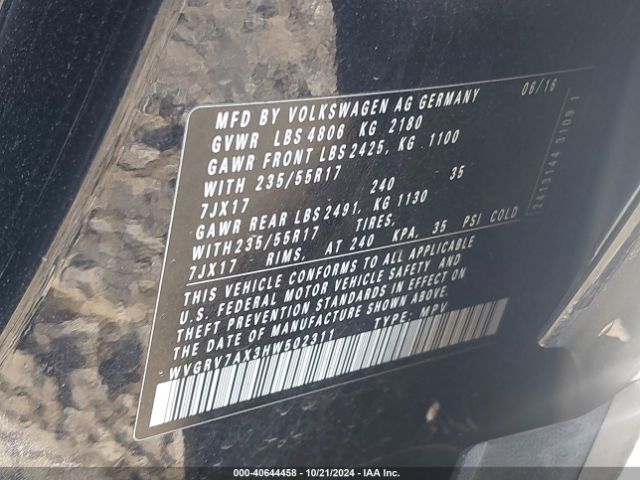 MFD BY VOLKSWAGEN AG GERMANY 06/16
GVWR LBS 4806 KG 2180
GAWR FRONT LBS 2425, KG 1100
WITH 235/55R17
7JX17 240 35
GAWR REAR LBS 2491, KG 1130
WITH 235/55R17 TIRES,
7JX17 RIMS, AT 240 KPA, 35 PSI COLD
THIS VEHICLE CONFORMS TO ALL APPLICABLE
U.S. FEDERAL MOTOR VEHICLE SAFETY AND
THEFT PREVENTION STANDARDS IN EFFECT ON
THE DATE OF MANUFACTURE SHOWN ABOVE.
WVGRV7AX3HW502311 TYPE: MPV
2413144 3109 1
000-40644458 - 10/21/2024 - IAA Inc.